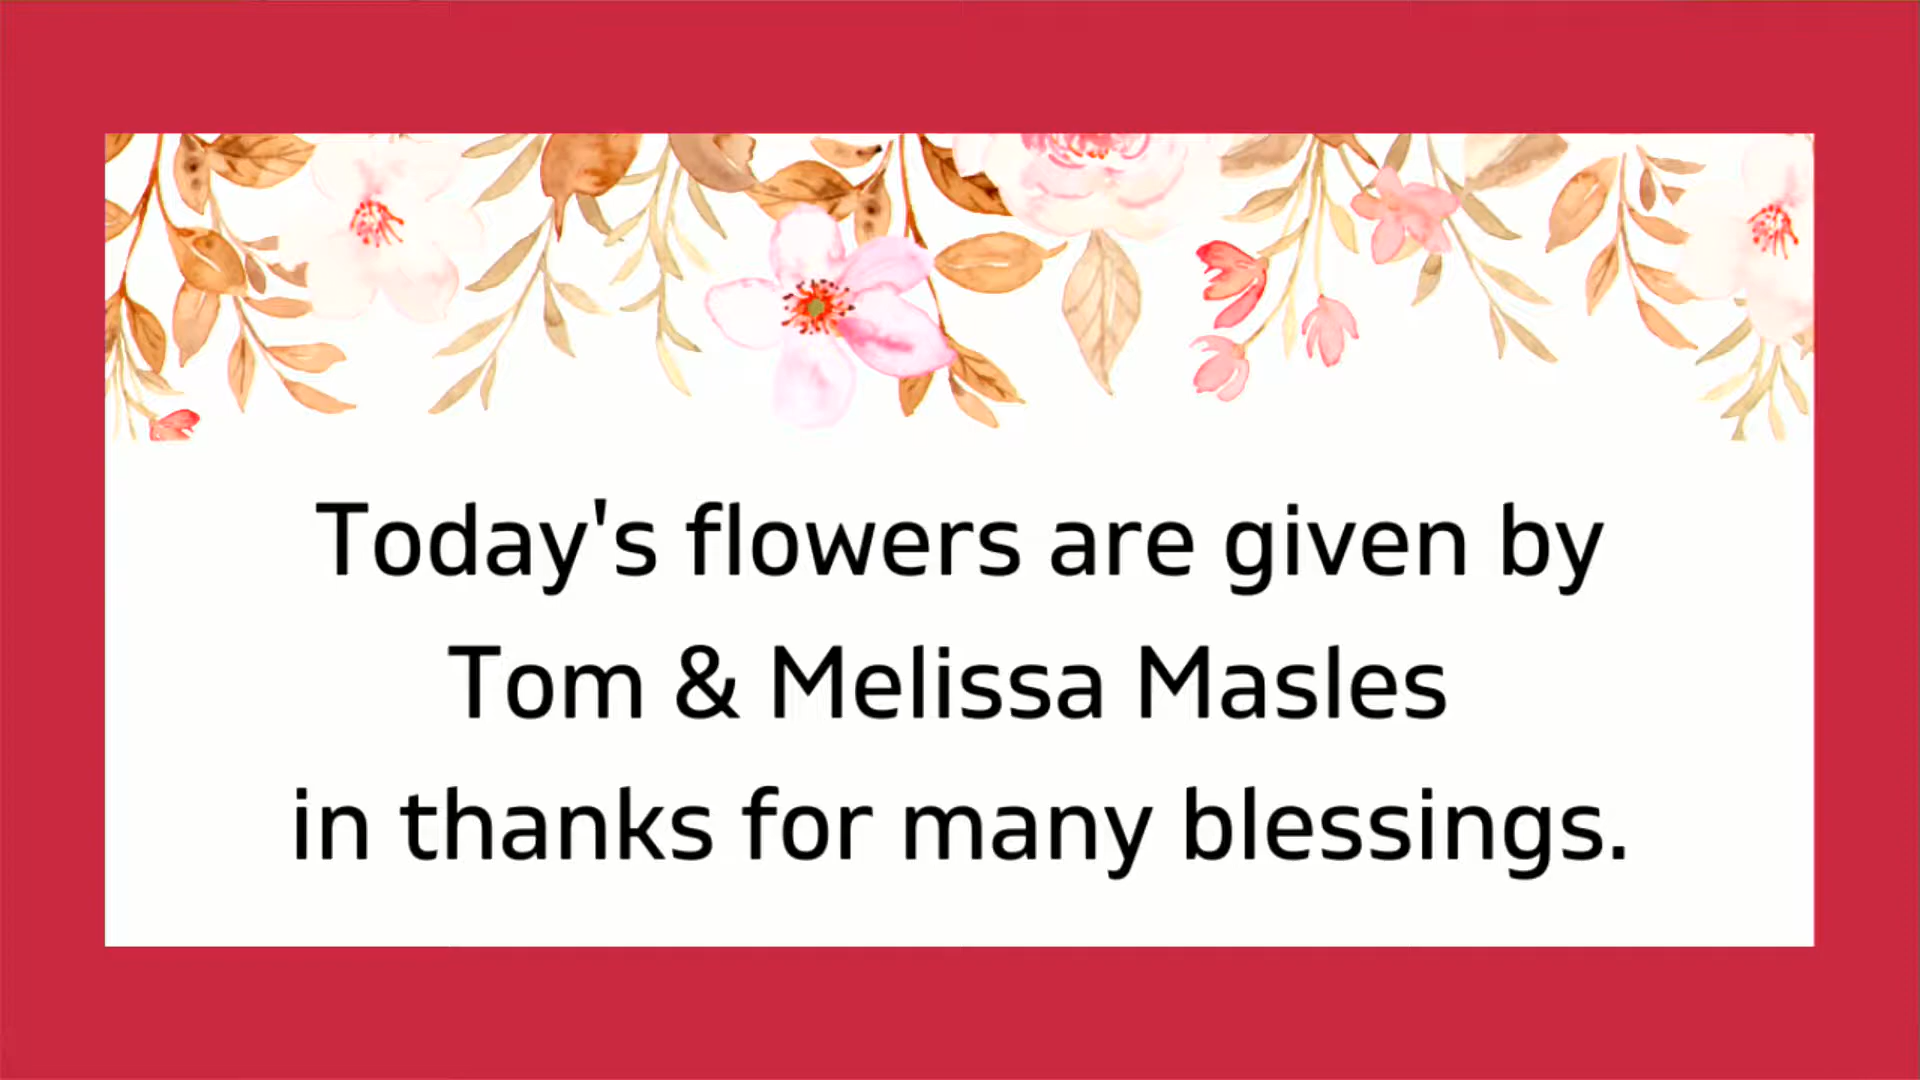 Today's flowers are given by
Tom & Melissa Masles
in thanks for many blessings.